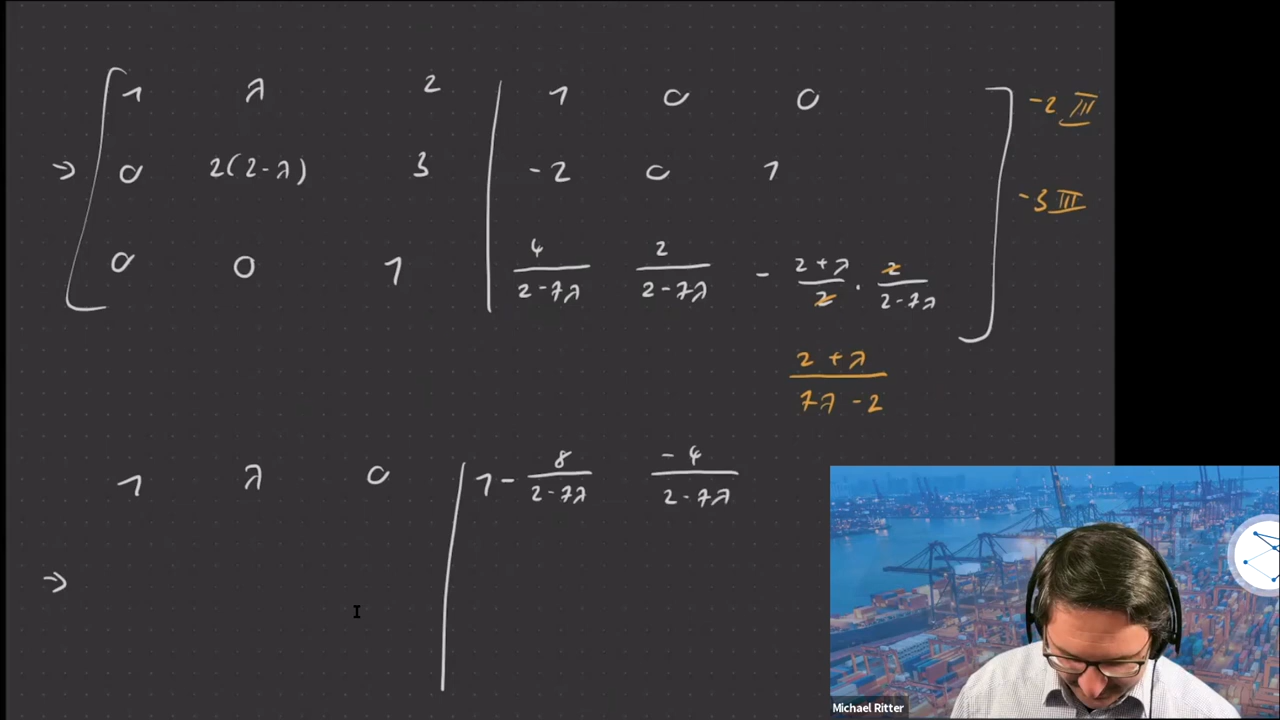 1 λ 2 | 1 0 0 -2 III
→ 0 2(2-λ) 3 | -2 0 1 -3 III
0 0 1 | 4/(2-7λ) 2/(2-7λ) - (2+λ)/2 · 2/(2-7λ)
(2+λ)/(7λ-2)
1 λ 0 | 1 - 8/(2-7λ) -4/(2-7λ)
→
Michael Ritter